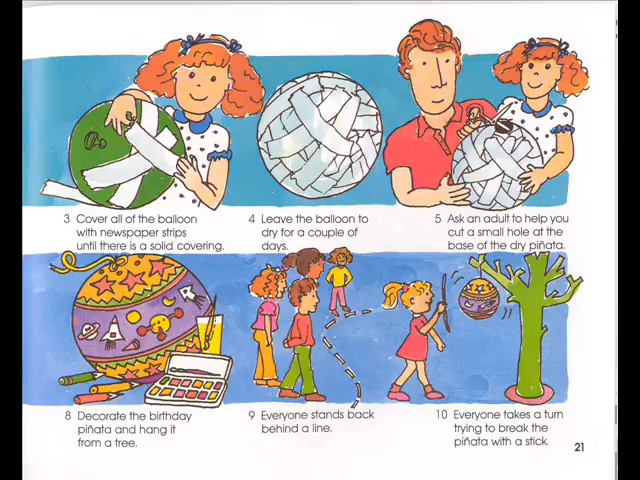 3 Cover all of the balloon
with newspaper strips
until there is a solid covering.
4 Leave the balloon to
dry for a couple of
days.
5 Ask an adult to help you
cut a small hole at the
base of the dry piñata.
8 Decorate the birthday
piñata and hang it
from a tree.
9 Everyone stands back
behind a line.
10 Everyone takes a turn
trying to break the
piñata with a stick.
21